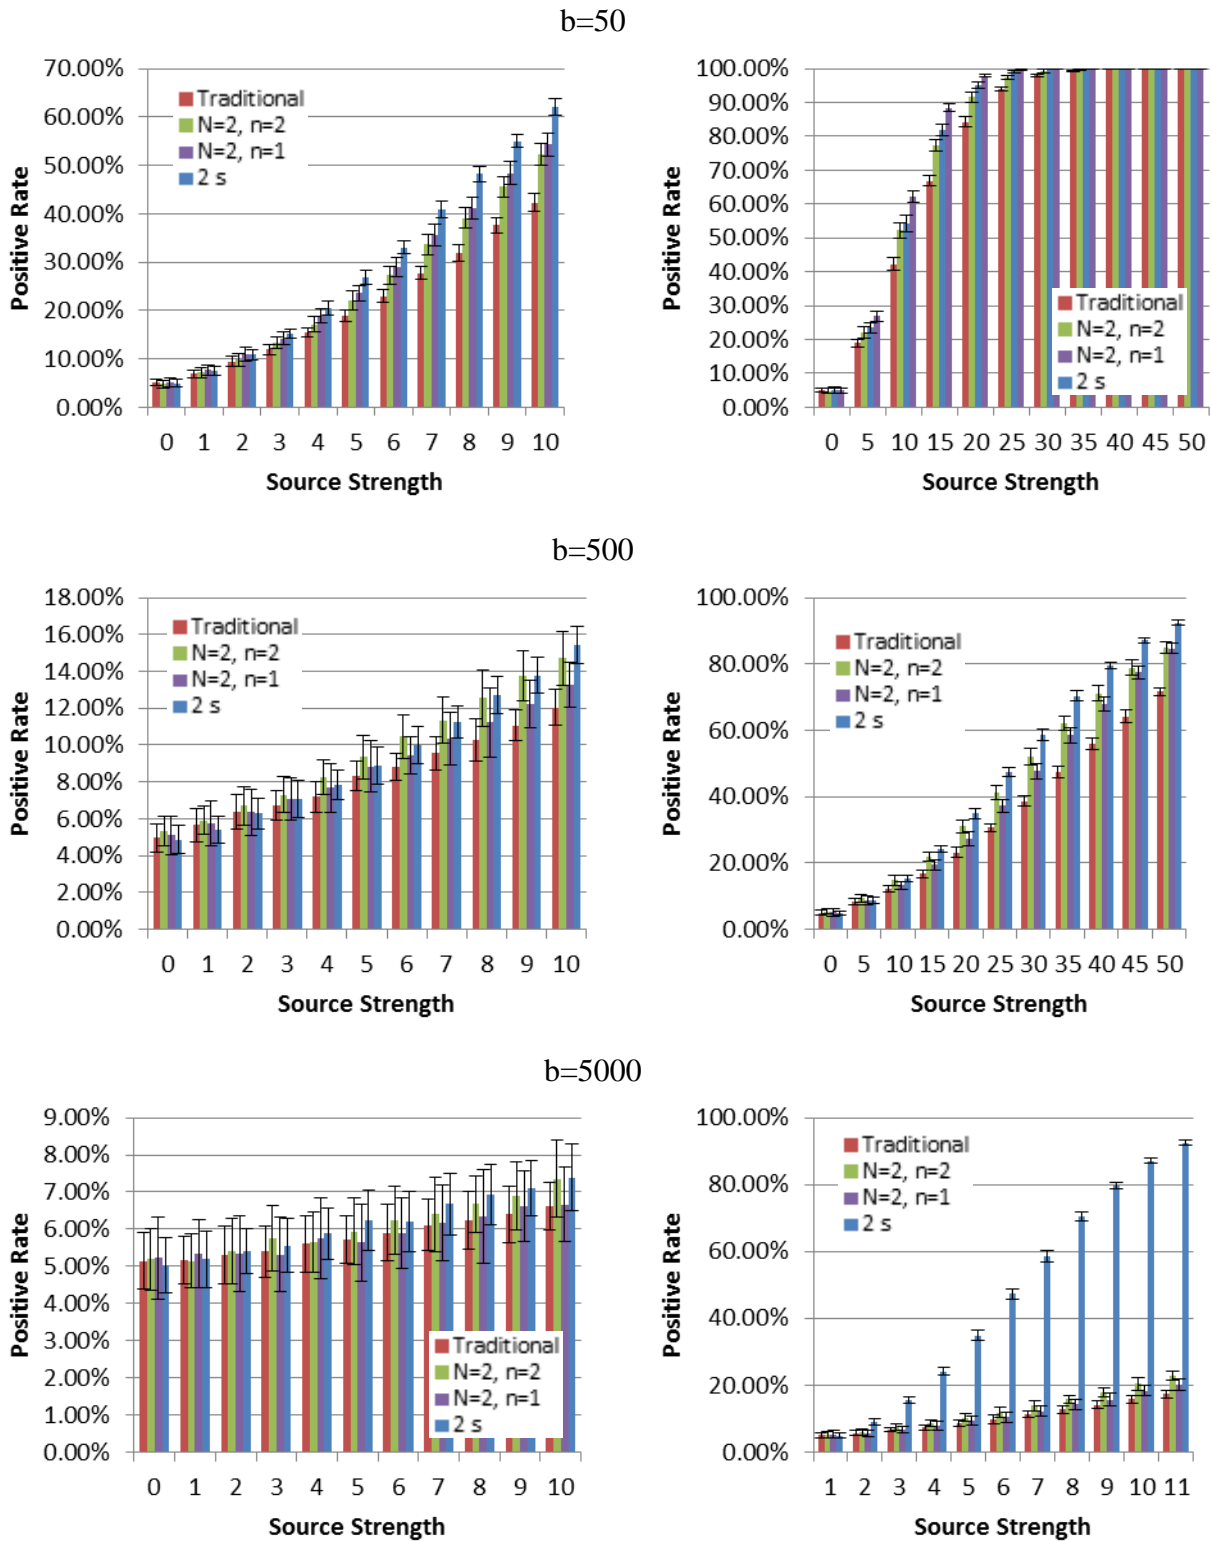 b=50
70.00%
60.00%
50.00%
40.00%
30.00%
20.00%
10.00%
0.00%
Positive Rate
Traditional
N=2, n=2
N=2, n=1
2 s
0 1 2 3 4 5 6 7 8 9 10
Source Strength
100.00%
90.00%
80.00%
70.00%
60.00%
50.00%
40.00%
30.00%
20.00%
10.00%
0.00%
Positive Rate
Traditional
N=2, n=2
N=2, n=1
2 s
0 5 10 15 20 25 30 35 40 45 50
Source Strength
b=500
18.00%
16.00%
14.00%
12.00%
10.00%
8.00%
6.00%
4.00%
2.00%
0.00%
Positive Rate
Traditional
N=2, n=2
N=2, n=1
2 s
0 1 2 3 4 5 6 7 8 9 10
Source Strength
100.00%
80.00%
60.00%
40.00%
20.00%
0.00%
Positive Rate
Traditional
N=2, n=2
N=2, n=1
2 s
0 5 10 15 20 25 30 35 40 45 50
Source Strength
b=5000
9.00%
8.00%
7.00%
6.00%
5.00%
4.00%
3.00%
2.00%
1.00%
0.00%
Positive Rate
Traditional
N=2, n=2
N=2, n=1
2 s
0 1 2 3 4 5 6 7 8 9 10
Source Strength
100.00%
80.00%
60.00%
40.00%
20.00%
0.00%
Positive Rate
Traditional
N=2, n=2
N=2, n=1
2 s
1 2 3 4 5 6 7 8 9 10 11
Source Strength